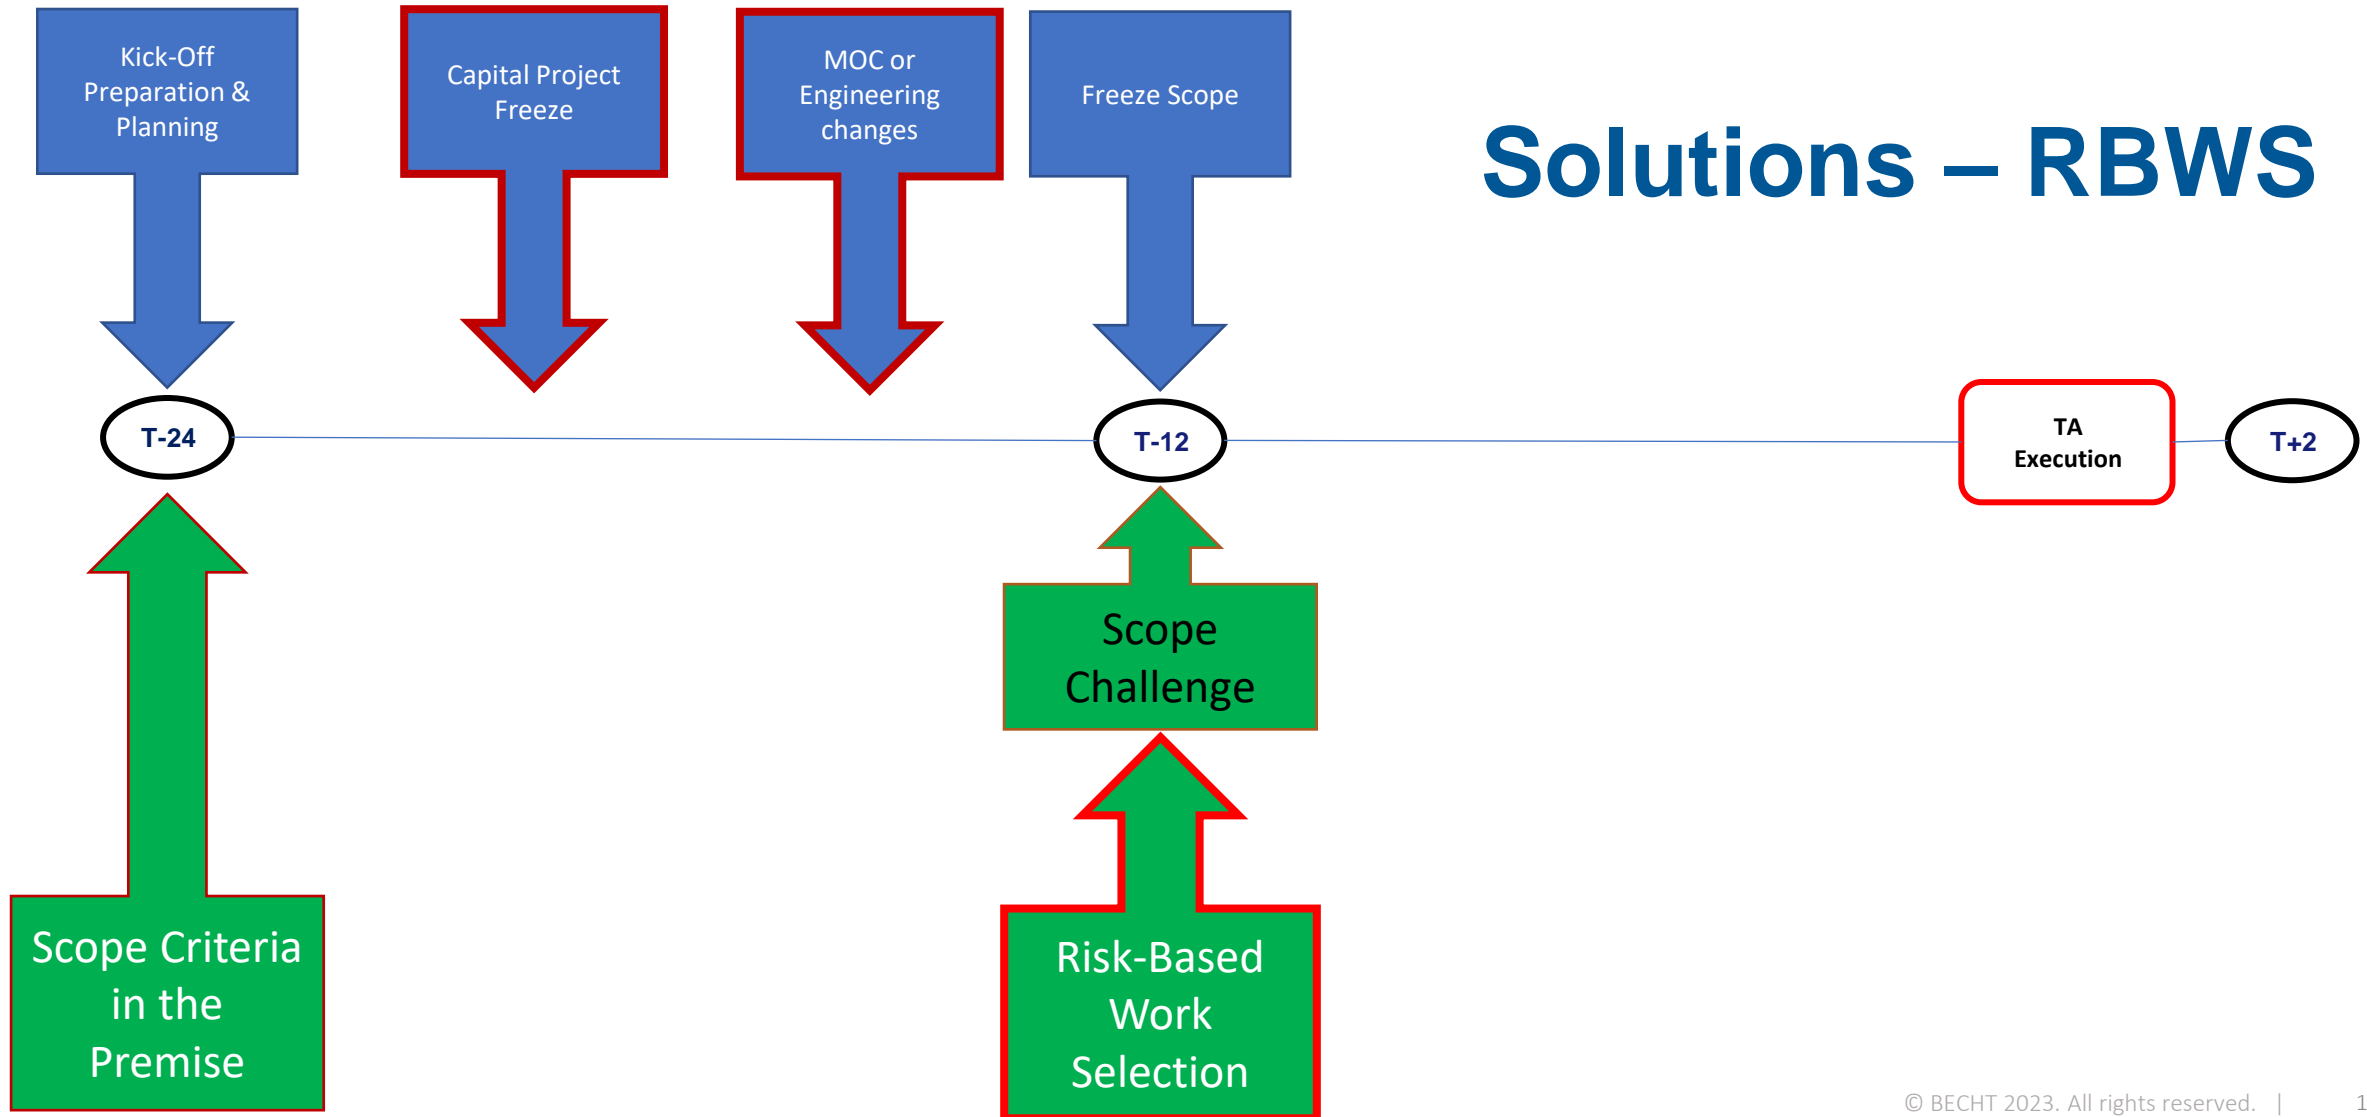 Kick-Off
Preparation &
Planning
Capital Project
Freeze
MOC or
Engineering
changes
Freeze Scope
Solutions – RBWS
T-24
T-12
TA
Execution
T+2
Scope
Challenge
Scope Criteria
in the
Premise
Risk-Based
Work
Selection
© BECHT 2023. All rights reserved. | 1